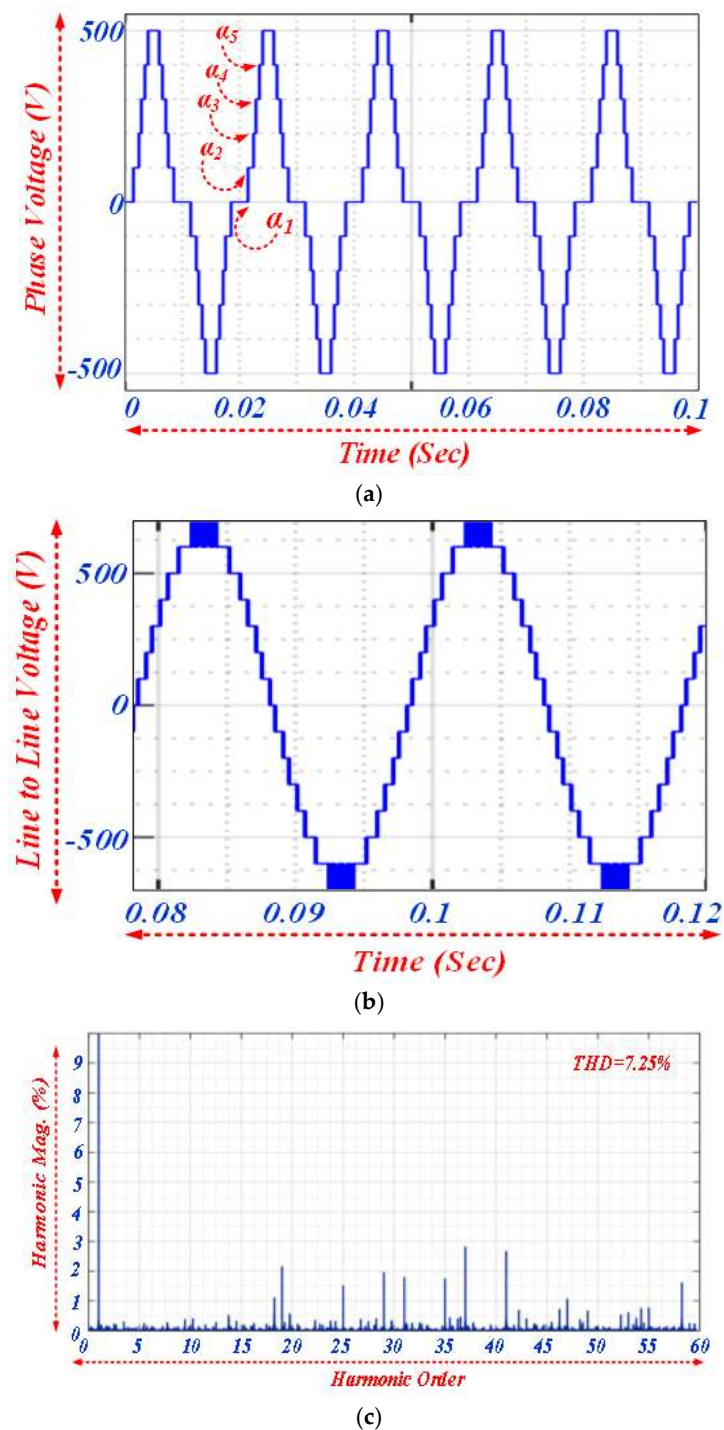 500
0
-500
Phase Voltage (V)
α5
α4
α3
α2
α1
0 0.02 0.04 0.06 0.08 0.1
Time (Sec)
(a)
500
0
-500
Line to Line Voltage (V)
0.08 0.09 0.1 0.11 0.12
Time (Sec)
(b)
9
8
7
6
5
4
3
2
1
0
Harmonic Mag. (%)
THD=7.25%
0 5 10 15 20 25 30 35 40 45 50 55 60
Harmonic Order
(c)